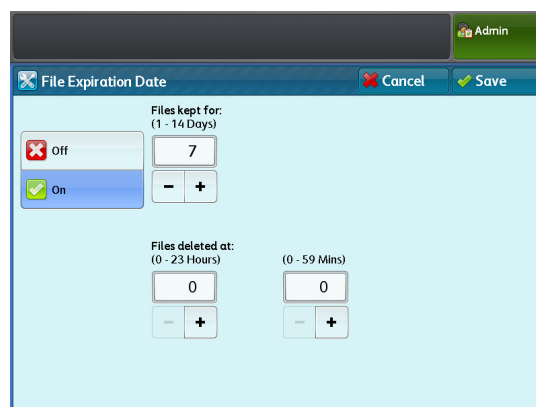 Admin
File Expiration Date
Cancel
Save
Files kept for:
(1 - 14 Days)
Off
7
On
- +
Files deleted at:
(0 - 23 Hours) (0 - 59 Mins)
0 0
- + - +